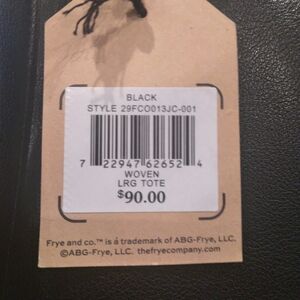 BLACK
STYLE 29FCO013JC-001
7 22947 62652 4
WOVEN
LRG TOTE
$90.00
Frye and co.™ is a trademark of ABG-Frye, LLC.
©ABG-Frye, LLC. thefryecompany.com